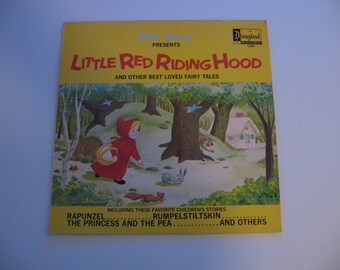 PRESENTS
LITTLE RED RIDING HOOD
Disneyland
AND OTHER BEST LOVED FAIRY TALES
INCLUDING THESE FAVORITE CHILDREN'S STORIES
RAPUNZEL..............RUMPELSTILTSKIN..............
THE PRINCESS AND THE PEA..............AND OTHERS